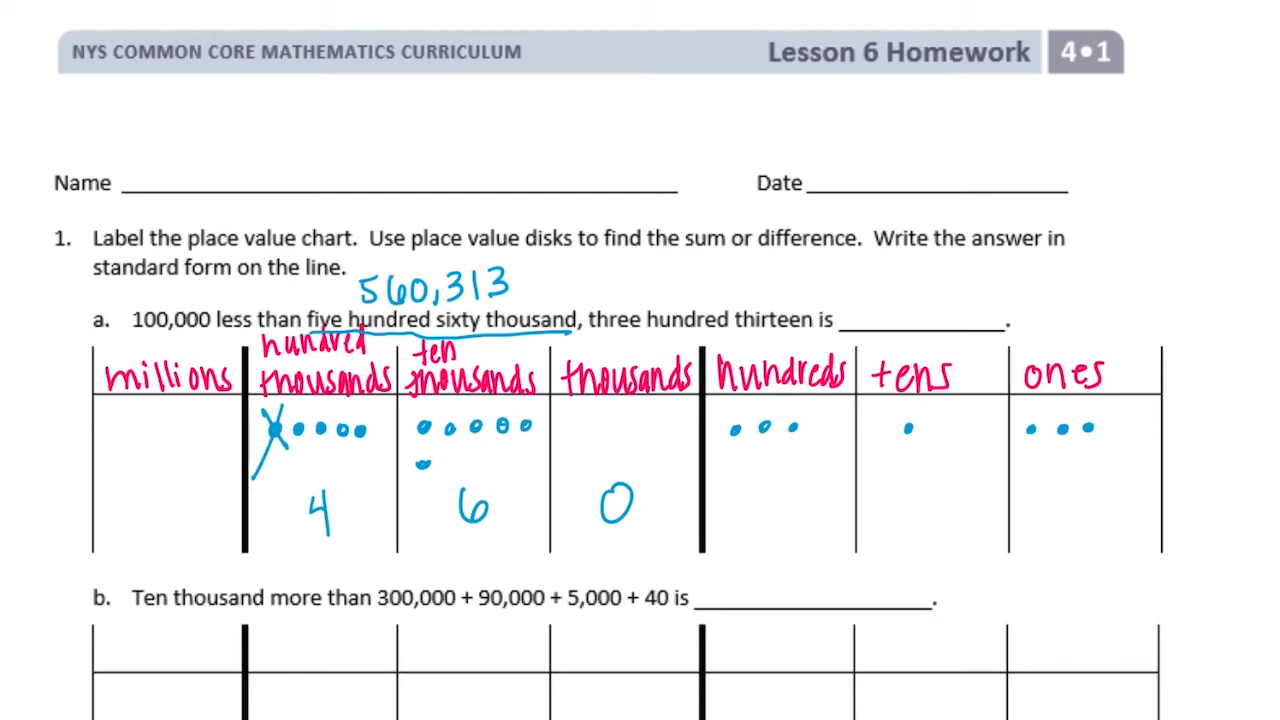 NYS COMMON CORE MATHEMATICS CURRICULUM Lesson 6 Homework 4•1
Name Date
1. Label the place value chart. Use place value disks to find the sum or difference. Write the answer in
standard form on the line.
560,313
a. 100,000 less than five hundred sixty thousand, three hundred thirteen is .
millions hundred thousands ten thousands thousands hundreds tens ones
4 6 0
b. Ten thousand more than 300,000 + 90,000 + 5,000 + 40 is .